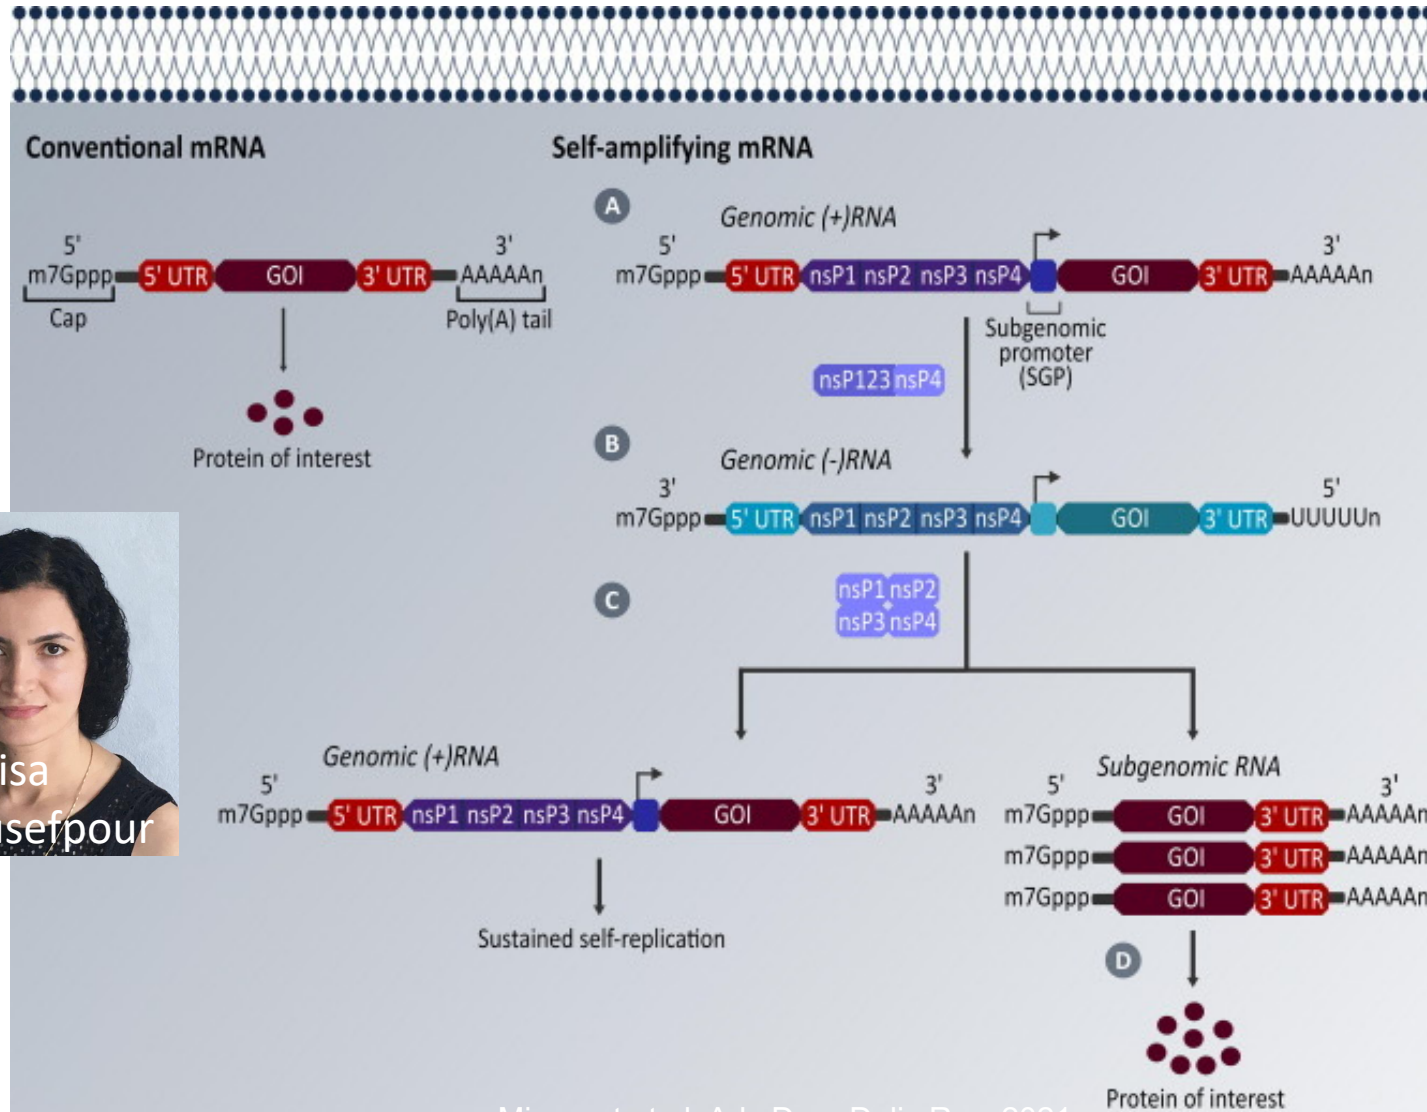 Conventional mRNA
5'
3'
m7Gppp 5' UTR GOI 3' UTR AAAAAn
Cap
Poly(A) tail
Protein of interest
Self-amplifying mRNA
A
Genomic (+)RNA
5'
3'
m7Gppp 5' UTR nsP1 nsP2 nsP3 nsP4 GOI 3' UTR AAAAAn
Subgenomic
promoter
(SGP)
nsP123 nsP4
B
Genomic (-)RNA
3'
5'
m7Gppp 5' UTR nsP1 nsP2 nsP3 nsP4 GOI 3' UTR UUUUUn
C
nsP1 nsP2
nsP3 nsP4
Genomic (+)RNA
5'
3'
m7Gppp 5' UTR nsP1 nsP2 nsP3 nsP4 GOI 3' UTR AAAAAn
Sustained self-replication
Subgenomic RNA
5'
3'
m7Gppp GOI 3' UTR AAAAAn
m7Gppp GOI 3' UTR AAAAAn
m7Gppp GOI 3' UTR AAAAAn
D
Protein of interest
isa
usefpour